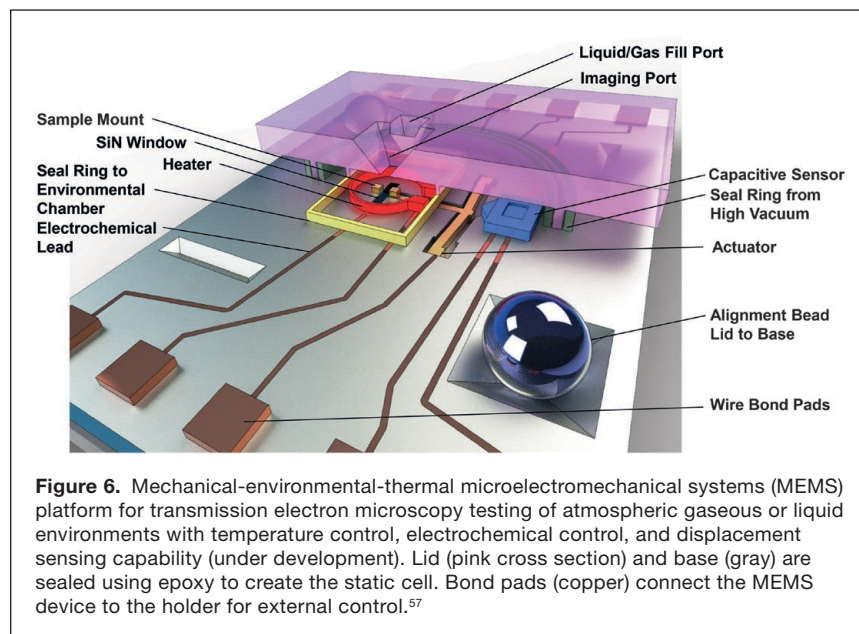 Liquid/Gas Fill Port
Imaging Port
Sample Mount
SiN Window
Heater
Seal Ring to
Environmental
Chamber
Electrochemical
Lead
Capacitive Sensor
Seal Ring from
High Vacuum
Actuator
Alignment Bead
Lid to Base
Wire Bond Pads
Figure 6. Mechanical-environmental-thermal microelectromechanical systems (MEMS)
platform for transmission electron microscopy testing of atmospheric gaseous or liquid
environments with temperature control, electrochemical control, and displacement
sensing capability (under development). Lid (pink cross section) and base (gray) are
sealed using epoxy to create the static cell. Bond pads (copper) connect the MEMS
device to the holder for external control.57